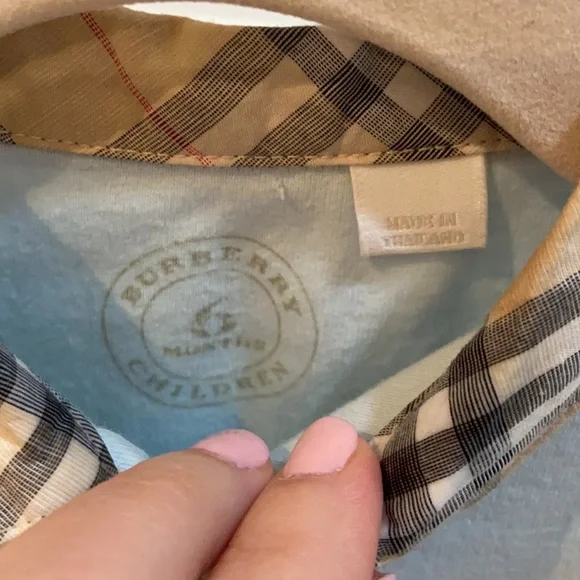 BURBERRY
6
MONTHS
CHILDREN
MADE IN
THAILAND